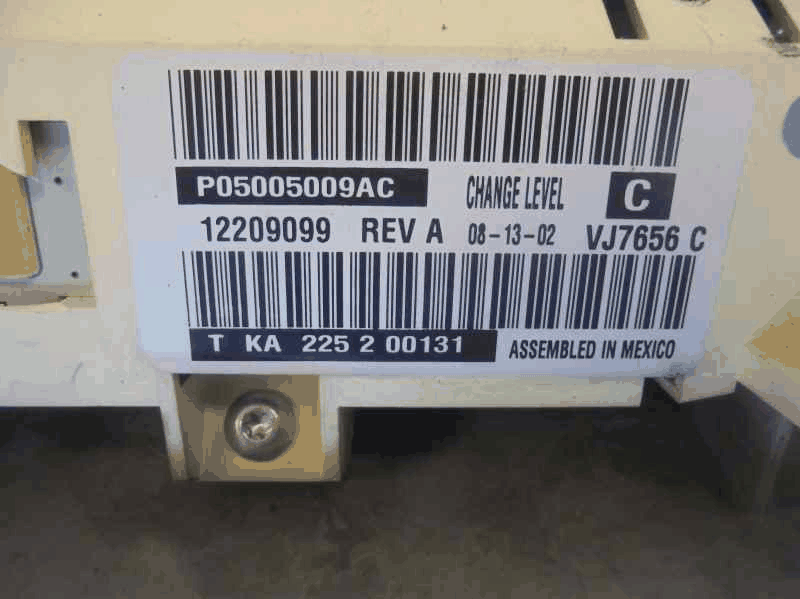 P05005009AC CHANGE LEVEL C
12209099 REV A 08-13-02 VJ7656 C
T KA 225 2 00131 ASSEMBLED IN MEXICO